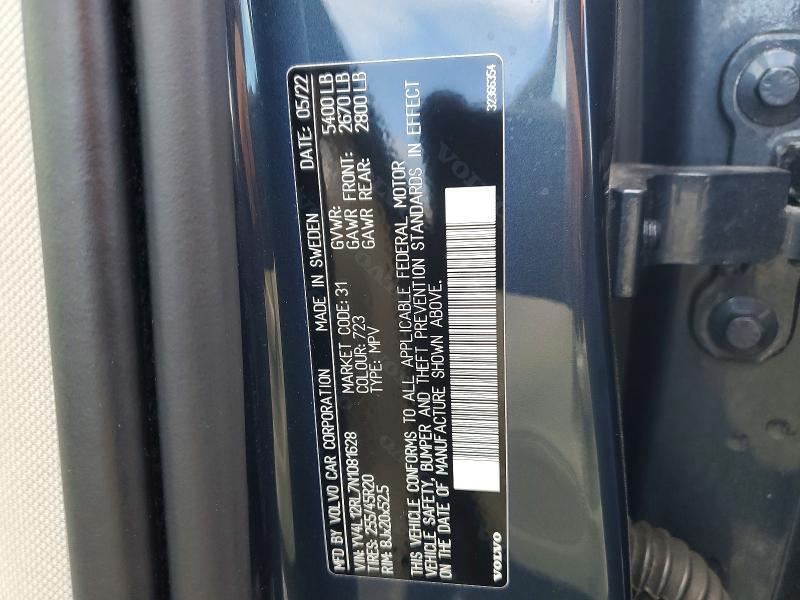 MFD BY VOLVO CAR CORPORATION MADE IN SWEDEN DATE: 05/22
VIN: YV4L12RL7N1081628 MARKET CODE: 31 GVWR: 5400 LB
TIRES: 255/45R20 COLOUR: 723 GAWR FRONT: 2670 LB
RIM: 8Jx20x52.5 TYPE: MPV GAWR REAR: 2800 LB
THIS VEHICLE CONFORMS TO ALL APPLICABLE FEDERAL MOTOR
VEHICLE SAFETY, BUMPER AND THEFT PREVENTION STANDARDS IN EFFECT
ON THE DATE OF MANUFACTURE SHOWN ABOVE.
VOLVO 32366354